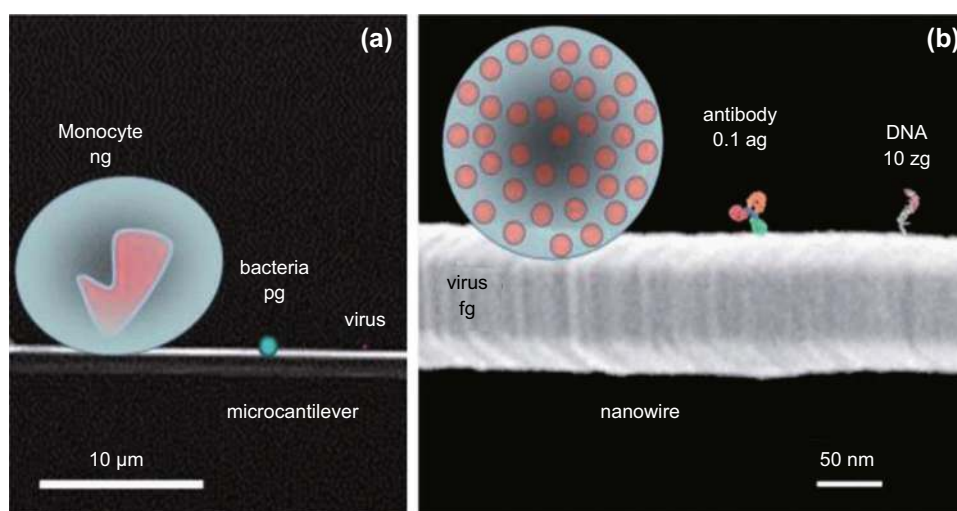 (a)
Monocyte
ng
bacteria
pg
virus
microcantilever
10 µm
(b)
antibody
0.1 ag
DNA
10 zg
virus
fg
nanowire
50 nm